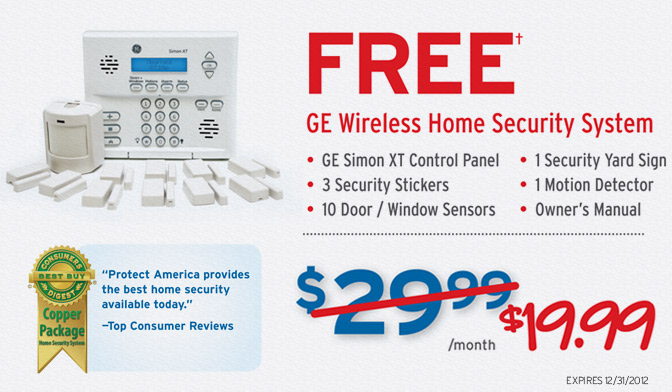 FREE†
GE Wireless Home Security System
• GE Simon XT Control Panel
• 3 Security Stickers
• 10 Door / Window Sensors
• 1 Security Yard Sign
• 1 Motion Detector
• Owner's Manual
Simon XT
CONSUMERS
BEST BUY
DIGEST
Copper
Package
Home Security System
“Protect America provides
the best home security
available today.”
—Top Consumer Reviews
$29.99
/month
$19.99
EXPIRES 12/31/2012